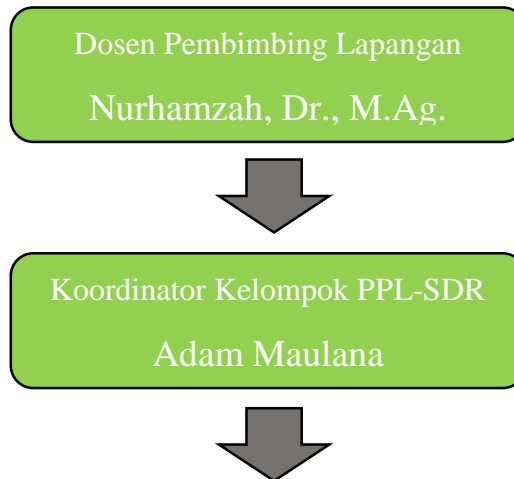 Dosen Pembimbing Lapangan
Nurhamzah, Dr., M.Ag.
Koordinator Kelompok PPL-SDR
Adam Maulana